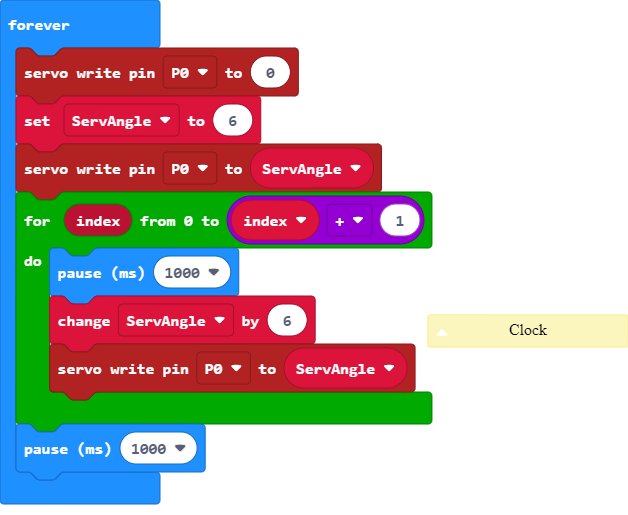 forever
servo write pin P0 to 0
set ServAngle to 6
servo write pin P0 to ServAngle
for index from 0 to index + 1
do
pause (ms) 1000
change ServAngle by 6
Clock
servo write pin P0 to ServAngle
pause (ms) 1000